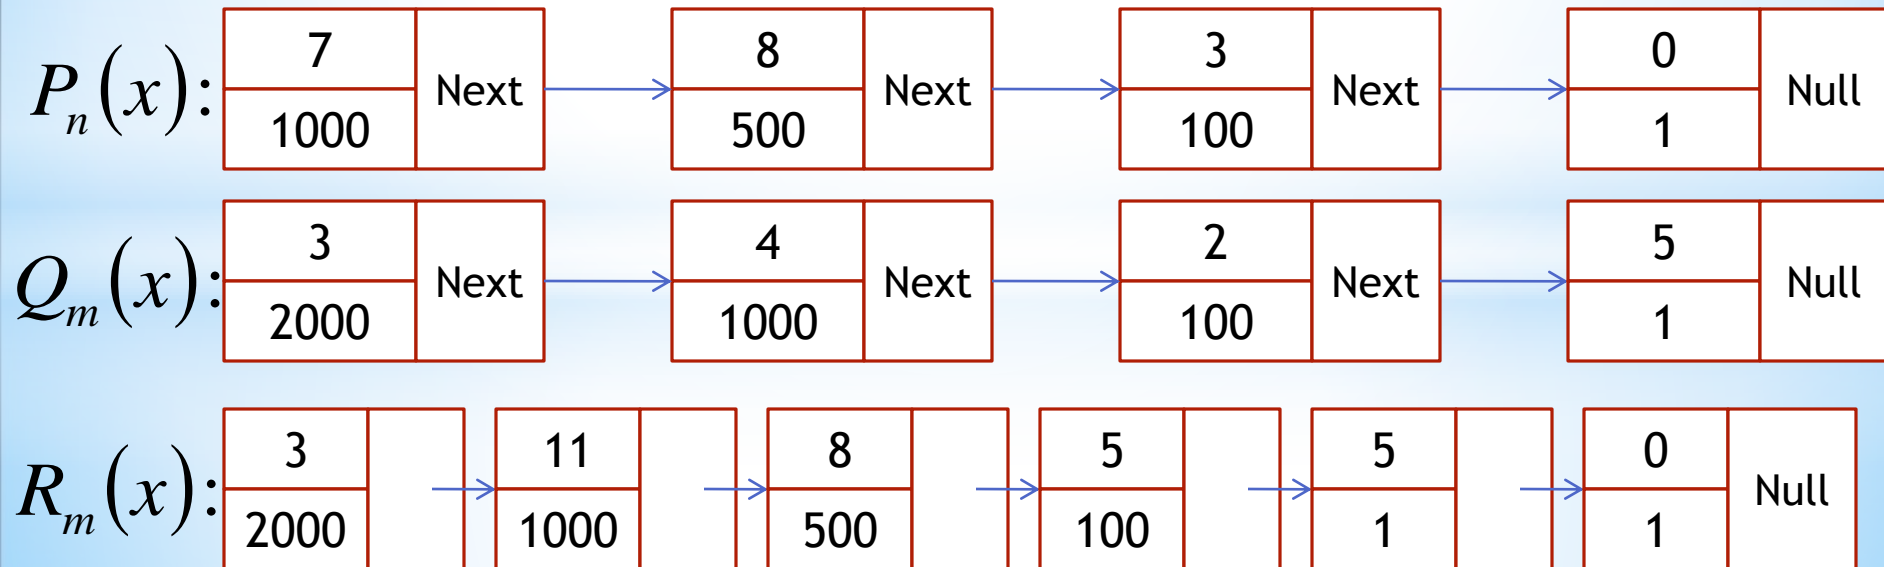 Pn(x): 7 1000 Next 8 500 Next 3 100 Next 0 1 Null
Qm(x): 3 2000 Next 4 1000 Next 2 100 Next 5 1 Null
Rm(x): 3 2000 11 1000 8 500 5 100 5 1 0 1 Null